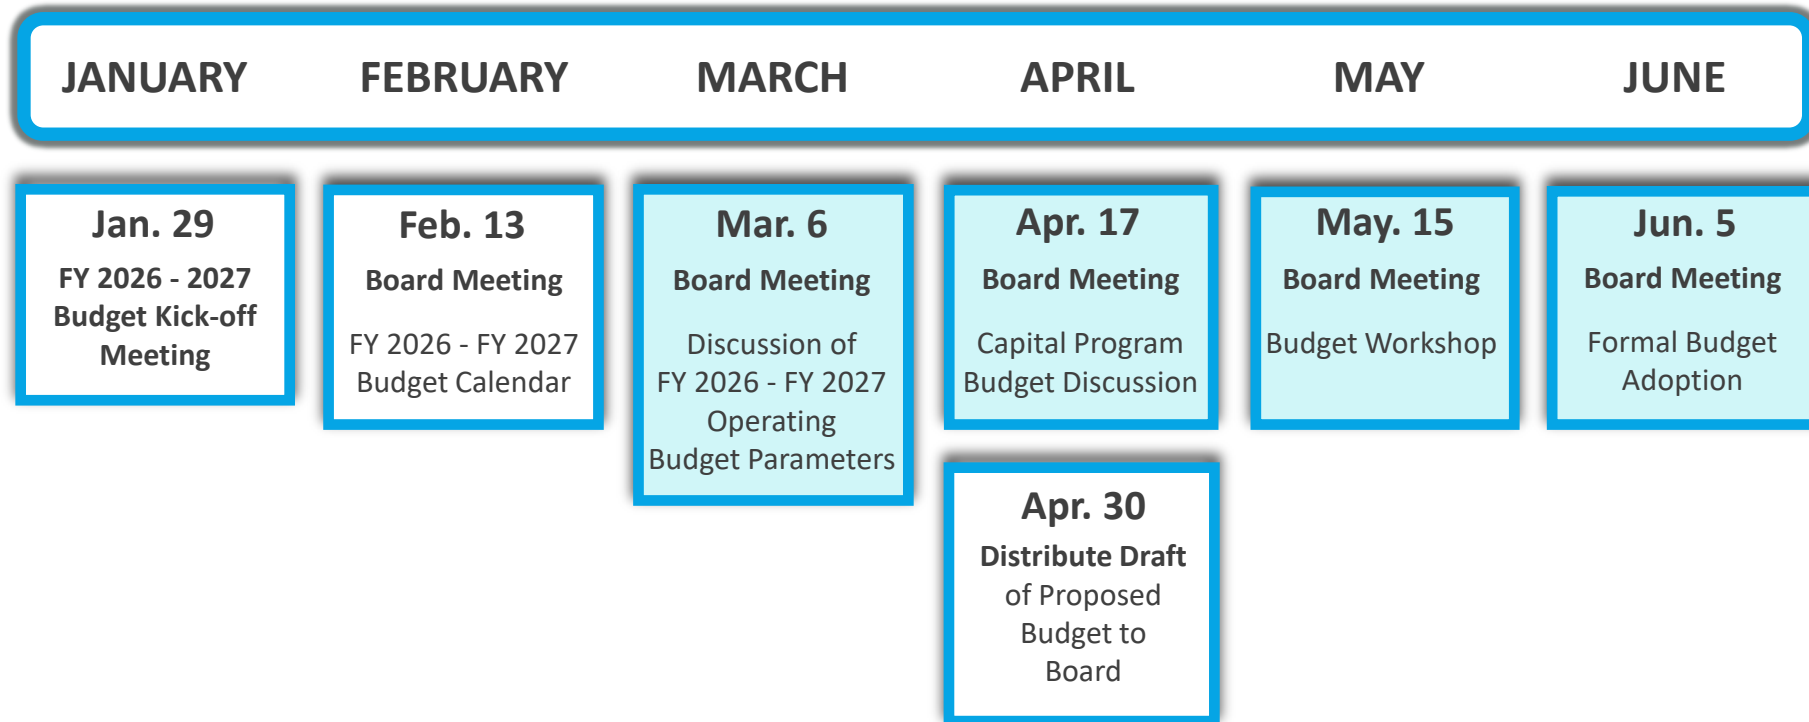 JANUARY FEBRUARY MARCH APRIL MAY JUNE
Jan. 29
FY 2026 - 2027
Budget Kick-off
Meeting
Feb. 13
Board Meeting
FY 2026 - FY 2027
Budget Calendar
Mar. 6
Board Meeting
Discussion of
FY 2026 - FY 2027
Operating
Budget Parameters
Apr. 17
Board Meeting
Capital Program
Budget Discussion
Apr. 30
Distribute Draft
of Proposed
Budget to
Board
May. 15
Board Meeting
Budget Workshop
Jun. 5
Board Meeting
Formal Budget
Adoption